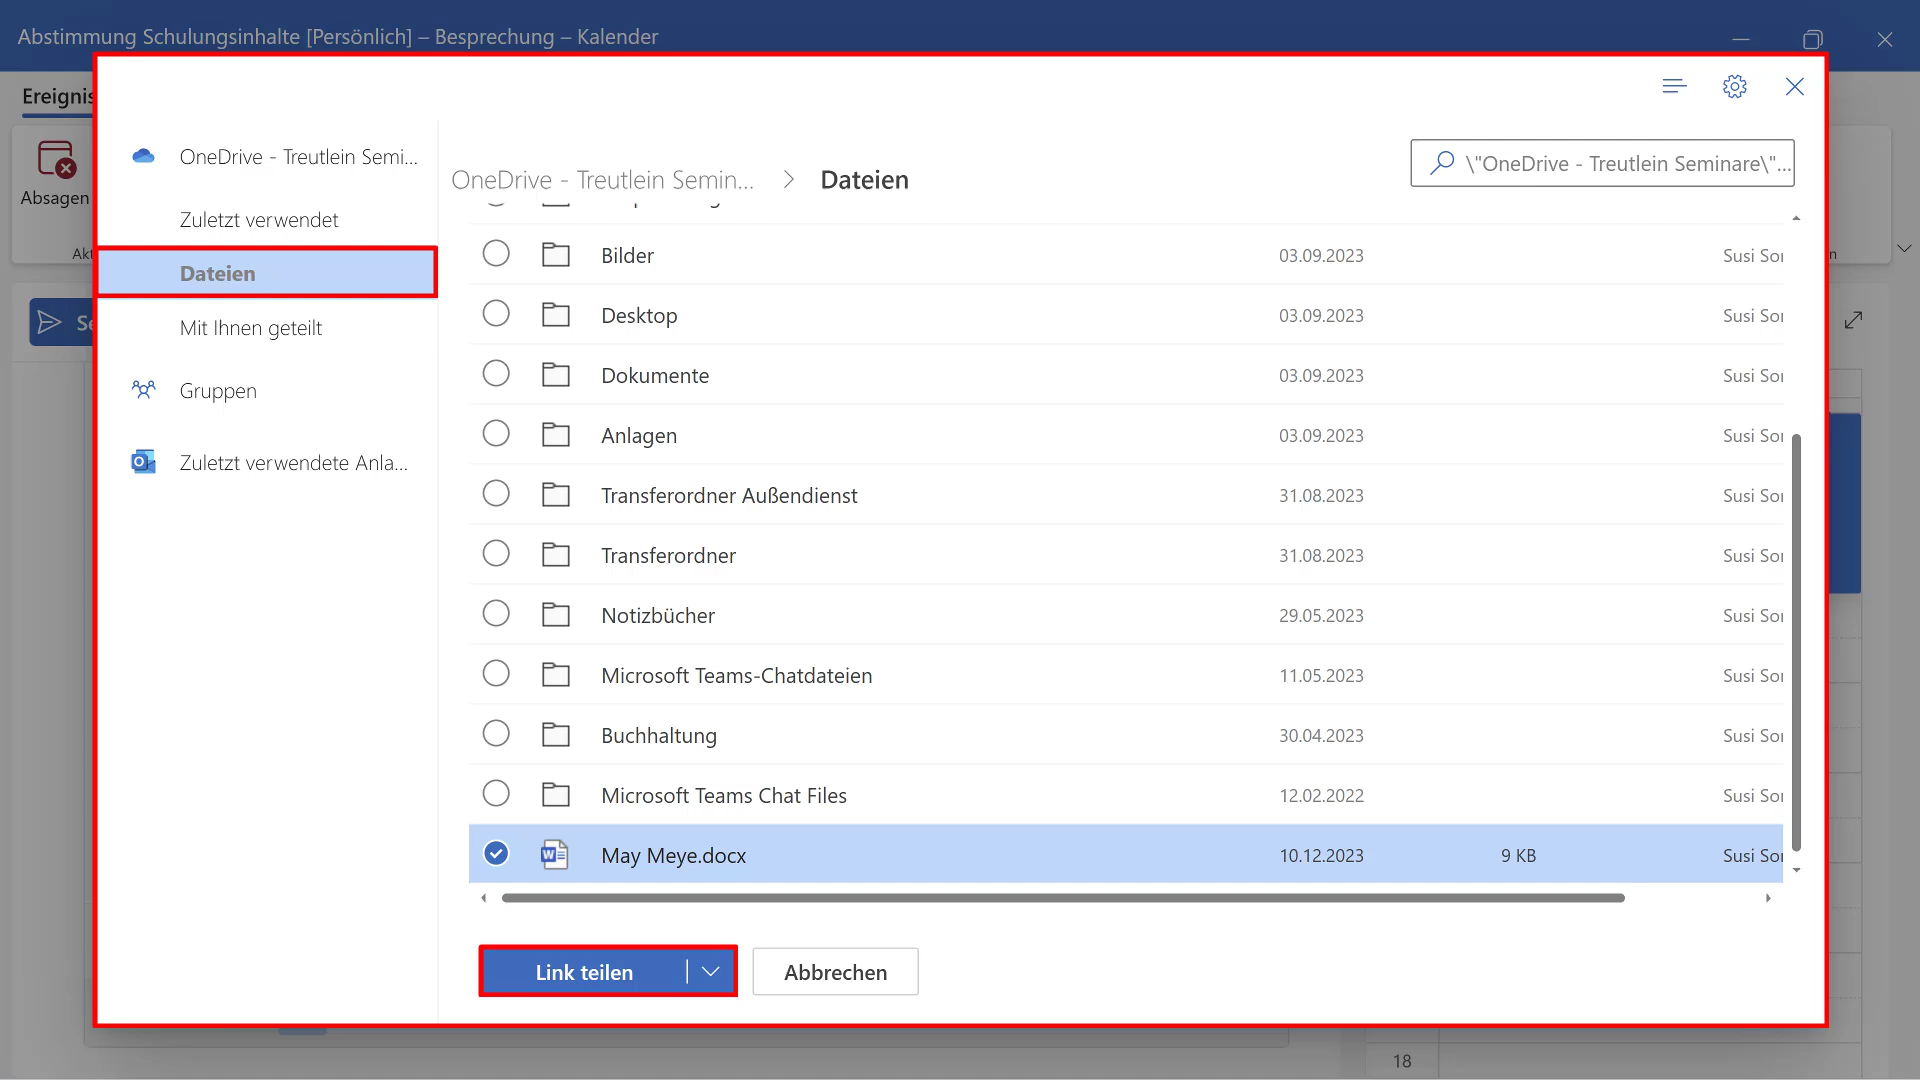 Abstimmung Schulungsinhalte [Persönlich] – Besprechung – Kalender
Ereignis
Absagen
Akt
Se
OneDrive - Treutlein Semi...
Zuletzt verwendet
Dateien
Mit Ihnen geteilt
Gruppen
Zuletzt verwendete Anla...
OneDrive - Treutlein Semin... > Dateien
\"OneDrive - Treutlein Seminare\"...
Bilder 03.09.2023 Susi Sor
Desktop 03.09.2023 Susi Sor
Dokumente 03.09.2023 Susi Sor
Anlagen 03.09.2023 Susi Sor
Transferordner Außendienst 31.08.2023 Susi Sor
Transferordner 31.08.2023 Susi Sor
Notizbücher 29.05.2023 Susi Sor
Microsoft Teams-Chatdateien 11.05.2023 Susi Sor
Buchhaltung 30.04.2023 Susi Sor
Microsoft Teams Chat Files 12.02.2022 Susi Sor
May Meye.docx 10.12.2023 9 KB Susi Sor
Link teilen
Abbrechen
18